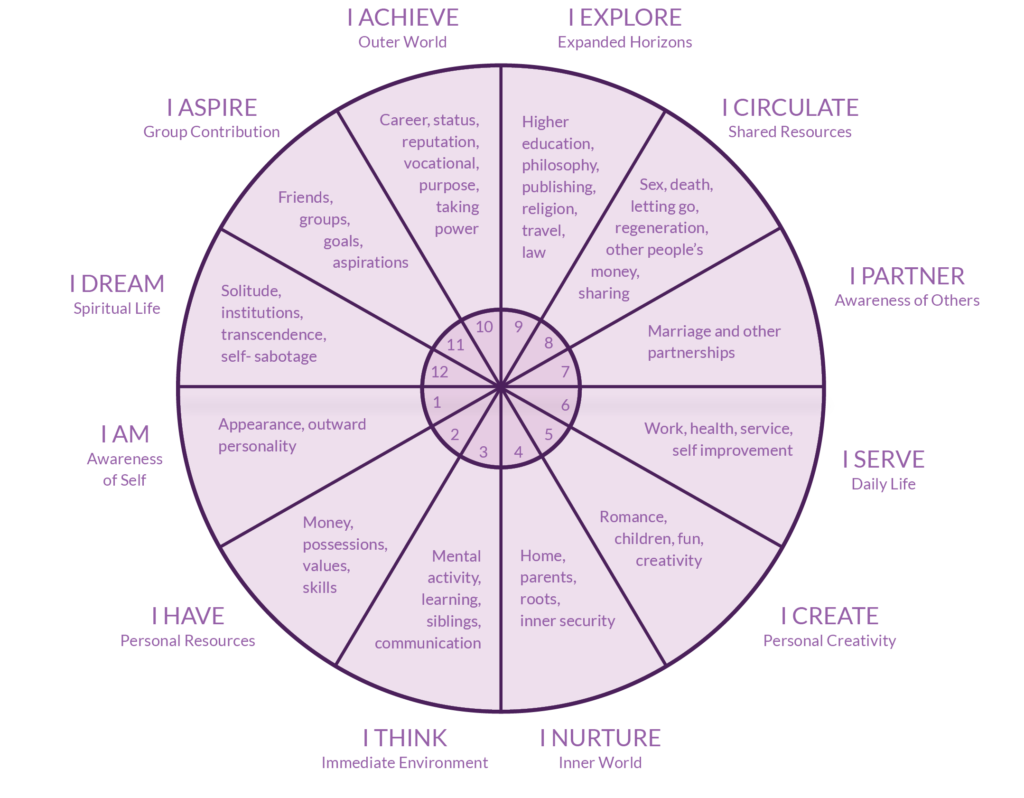 I ACHIEVE
Outer World
I EXPLORE
Expanded Horizons
I ASPIRE
Group Contribution
I CIRCULATE
Shared Resources
I DREAM
Spiritual Life
I PARTNER
Awareness of Others
I AM
Awareness
of Self
I SERVE
Daily Life
I HAVE
Personal Resources
I CREATE
Personal Creativity
I THINK
Immediate Environment
I NURTURE
Inner World
Career, status,
reputation,
vocational,
purpose,
taking
power
Higher
education,
philosophy,
publishing,
religion,
travel,
law
Friends,
groups,
goals,
aspirations
Sex, death,
letting go,
regeneration,
other people’s
money,
sharing
Solitude,
institutions,
transcendence,
self- sabotage
Marriage and other
partnerships
Appearance, outward
personality
Work, health, service,
self improvement
Money,
possessions,
values,
skills
Romance,
children, fun,
creativity
Mental
activity,
learning,
siblings,
communication
Home,
parents,
roots,
inner security
10
9
11
8
12
7
1
6
2
5
3
4